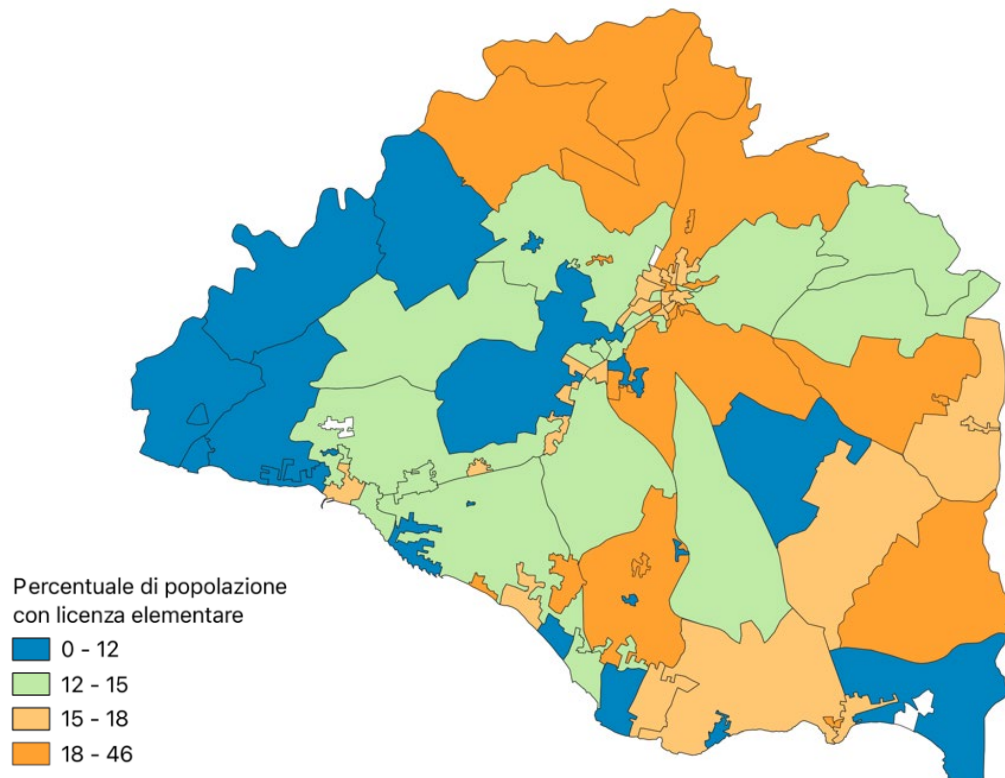 Percentuale di popolazione
con licenza elementare
0 - 12
12 - 15
15 - 18
18 - 46